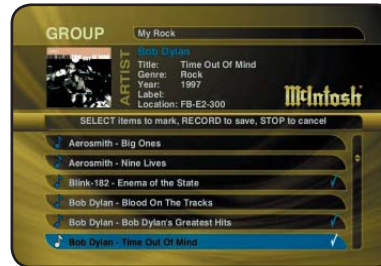 GROUP
My Rock
ARTIST
Bob Dylan
Title: Time Out Of Mind
Genre: Rock
Year: 1997
Label:
Location: FB-E2-300
McIntosh
SELECT items to mark, RECORD to save, STOP to cancel
Aerosmith - Big Ones
Aerosmith - Nine Lives
Blink-182 - Enema of the State
Bob Dylan - Blood On The Tracks
Bob Dylan - Bob Dylan's Greatest Hits
Bob Dylan - Time Out Of Mind